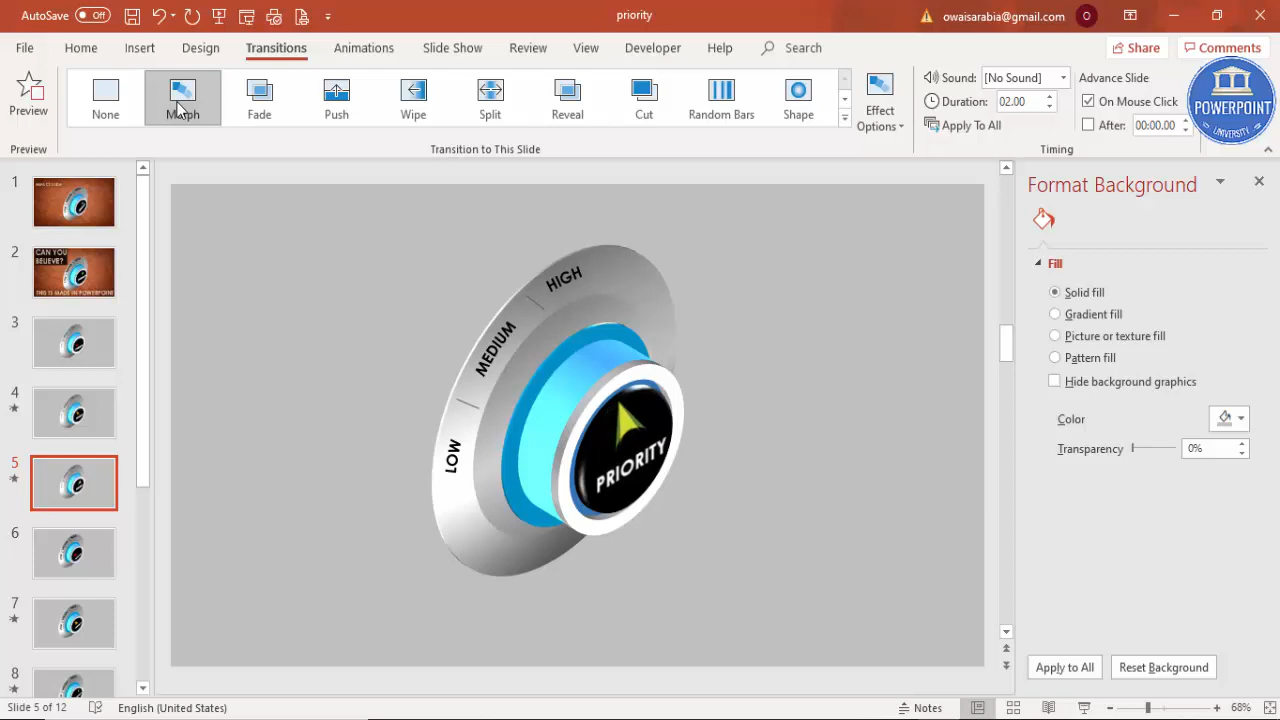 AutoSave Off
priority
owaisarabia@gmail.com O
File Home Insert Design Transitions Animations Slide Show Review View Developer Help Search Share Comments
Preview
None Morph Fade Push Wipe Split Reveal Cut Random Bars Shape
Effect Options
Sound: [No Sound]
Duration: 02.00
Apply To All
Advance Slide
On Mouse Click
After: 00:00.00
Preview Transition to This Slide Timing
POWERPOINT
UNIVERSITY
1
2
CAN YOU
BELIEVE?
THIS IS MADE IN POWERPOINT
3
4
5
6
7
8
HIGH
MEDIUM
LOW
PRIORITY
Format Background
Fill
Solid fill
Gradient fill
Picture or texture fill
Pattern fill
Hide background graphics
Color
Transparency 0%
Apply to All Reset Background
Slide 5 of 12 English (United States) Notes 68%